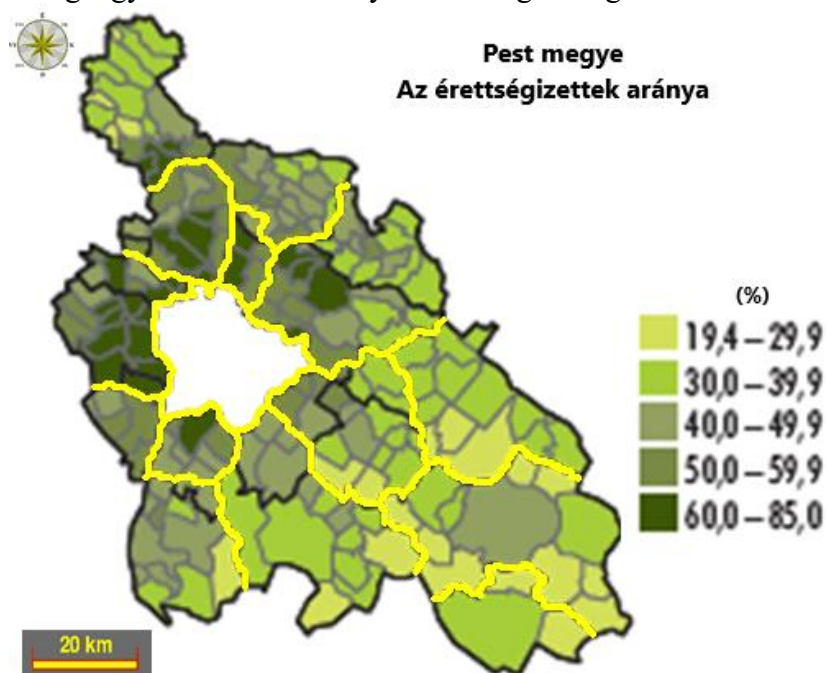 Pest megye
Az érettségizettek aránya
(%)
19,4 – 29,9
30,0 – 39,9
40,0 – 49,9
50,0 – 59,9
60,0 – 85,0
20 km